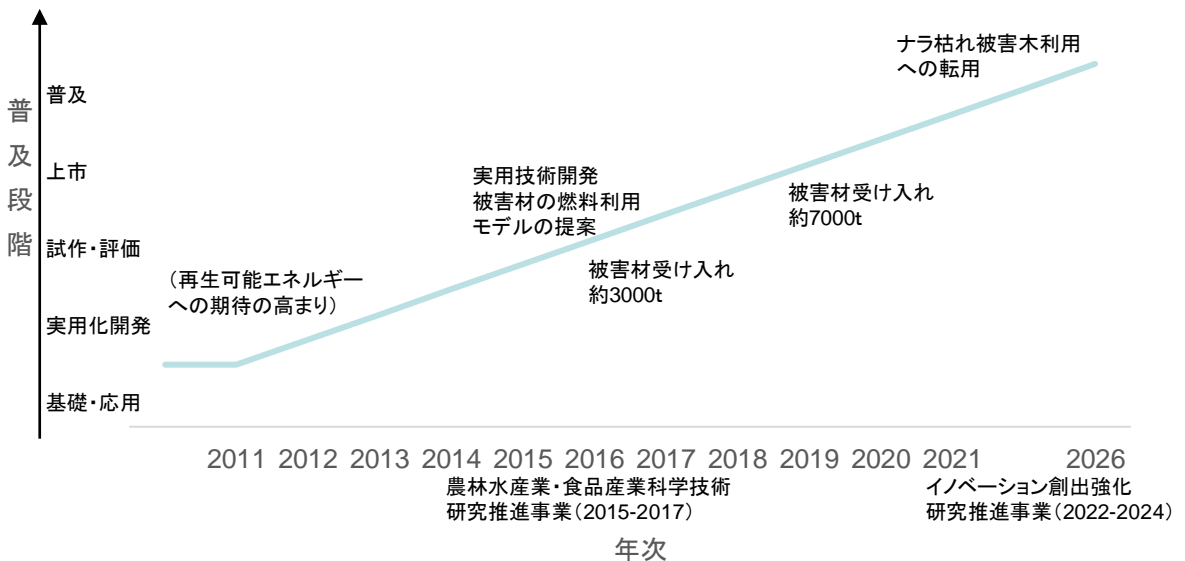 普及段階
普及
上市
試作・評価
実用化開発
基礎・応用
(再生可能エネルギー
への期待の高まり)
実用技術開発
被害材の燃料利用
モデルの提案
被害材受け入れ
約3000t
被害材受け入れ
約7000t
ナラ枯れ被害木利用
への転用
2011 2012 2013 2014 2015 2016 2017 2018 2019 2020 2021 2026
農林水産業・食品産業科学技術
研究推進事業(2015-2017)
イノベーション創出強化
研究推進事業(2022-2024)
年次